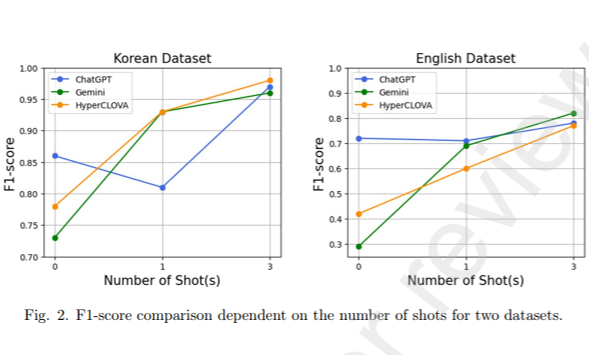 Korean Dataset
ChatGPT
Gemini
HyperCLOVA
1.00
0.95
0.90
0.85
0.80
0.75
0.70
F1-score
0 1 3
Number of Shot(s)
English Dataset
ChatGPT
Gemini
HyperCLOVA
1.0
0.9
0.8
0.7
0.6
0.5
0.4
0.3
F1-score
0 1 3
Number of Shot(s)
Fig. 2. F1-score comparison dependent on the number of shots for two datasets.
er review